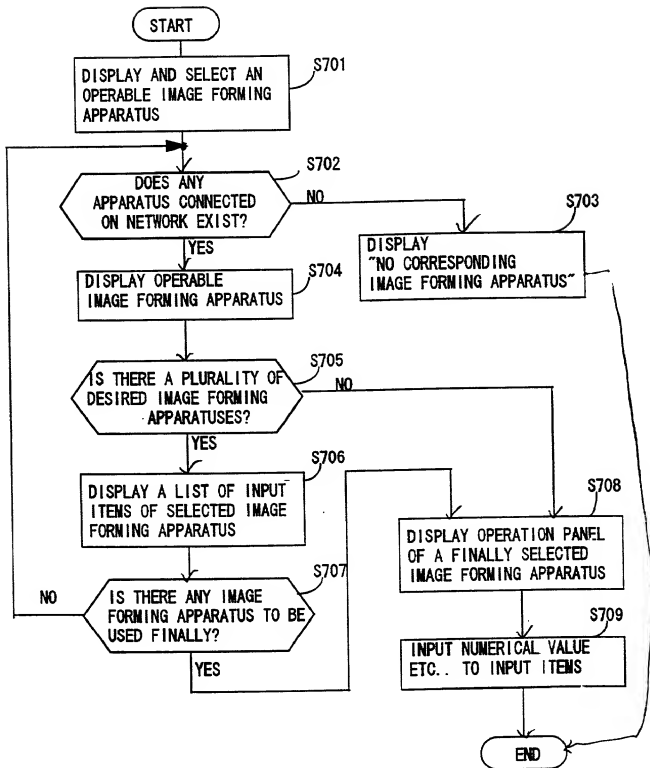 START
S701
DISPLAY AND SELECT AN
OPERABLE IMAGE FORMING
APPARATUS
S702
DOES ANY
APPARATUS CONNECTED
ON NETWORK EXIST?
NO
S703
DISPLAY
"NO CORRESPONDING
IMAGE FORMING APPARATUS"
YES
S704
DISPLAY OPERABLE
IMAGE FORMING APPARATUS
S705
IS THERE A PLURALITY OF
DESIRED IMAGE FORMING
APPARATUSES?
NO
YES
S706
DISPLAY A LIST OF INPUT
ITEMS OF SELECTED IMAGE
FORMING APPARATUS
S708
DISPLAY OPERATION PANEL
OF A FINALLY SELECTED
IMAGE FORMING APPARATUS
S707
IS THERE ANY IMAGE
FORMING APPARATUS TO BE
USED FINALLY?
NO
YES
S709
INPUT NUMERICAL VALUE
ETC.. TO INPUT ITEMS
END